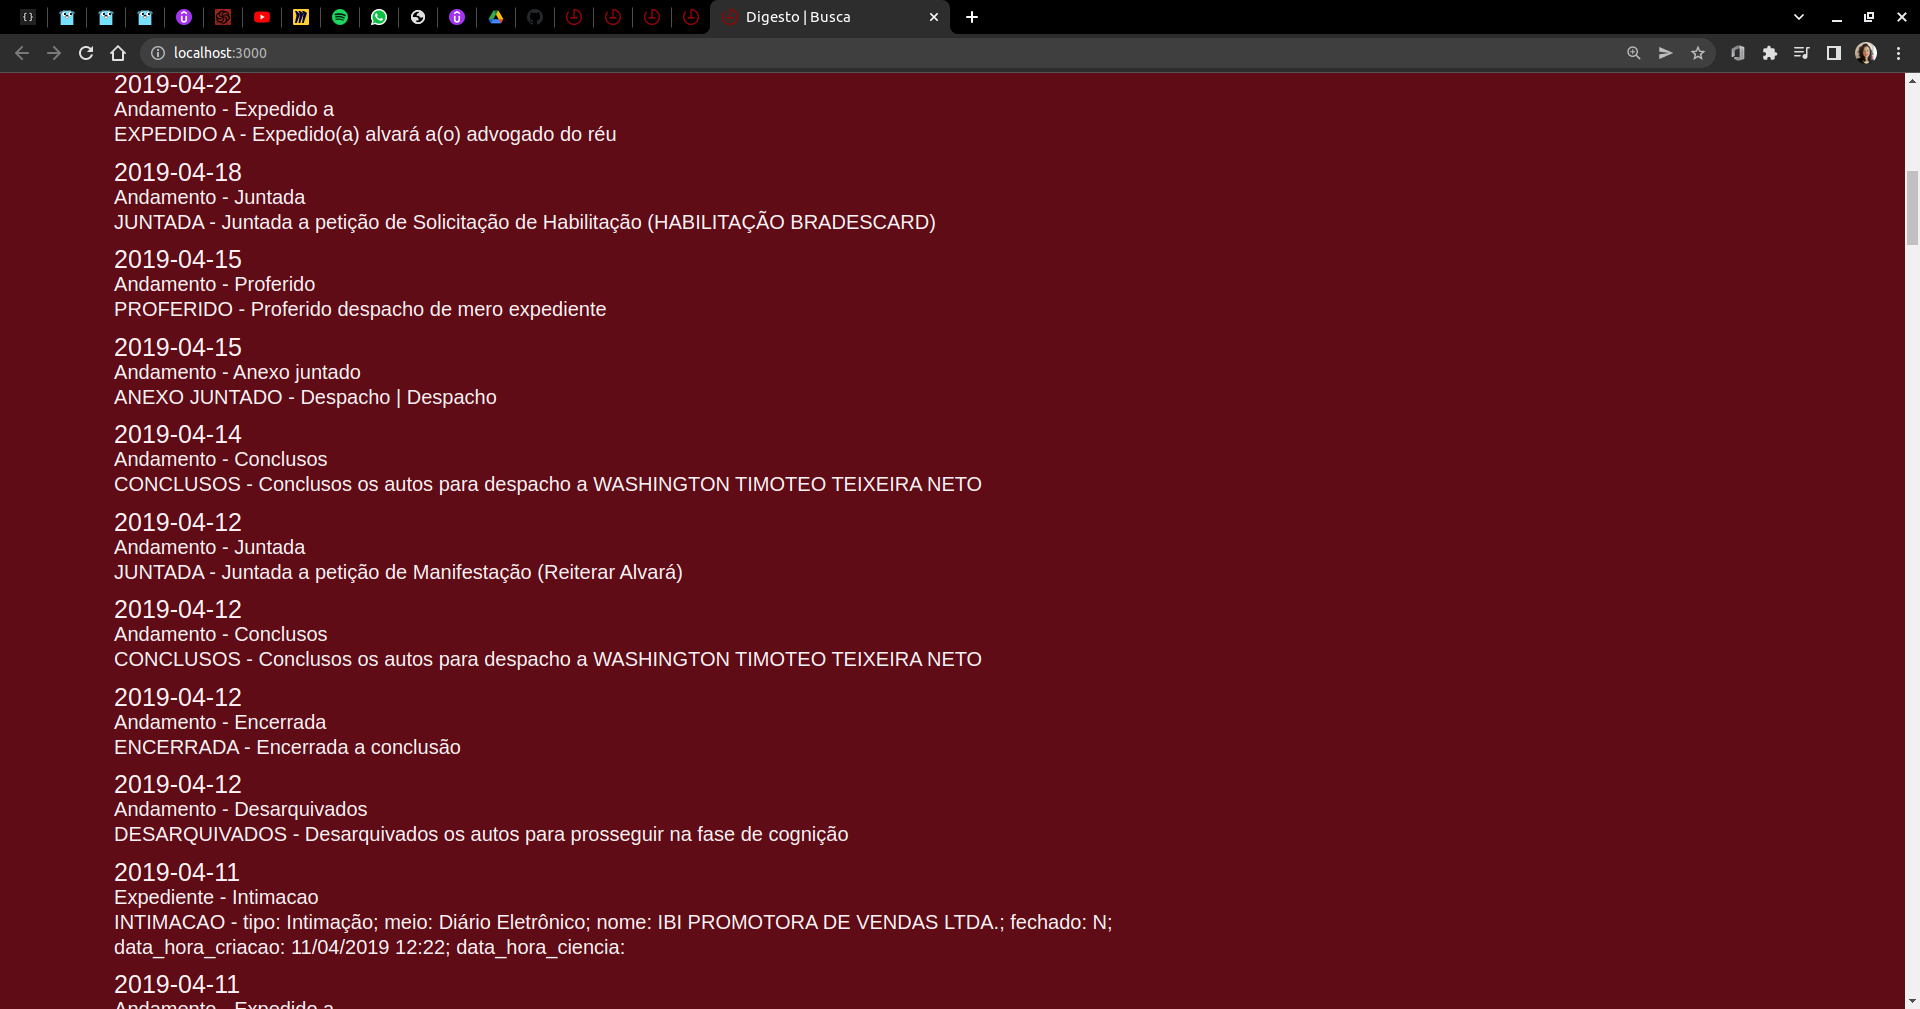 Digesto | Busca
localhost:3000
2019-04-22
Andamento - Expedido a
EXPEDIDO A - Expedido(a) alvará a(o) advogado do réu
2019-04-18
Andamento - Juntada
JUNTADA - Juntada a petição de Solicitação de Habilitação (HABILITAÇÃO BRADESCARD)
2019-04-15
Andamento - Proferido
PROFERIDO - Proferido despacho de mero expediente
2019-04-15
Andamento - Anexo juntado
ANEXO JUNTADO - Despacho | Despacho
2019-04-14
Andamento - Conclusos
CONCLUSOS - Conclusos os autos para despacho a WASHINGTON TIMOTEO TEIXEIRA NETO
2019-04-12
Andamento - Juntada
JUNTADA - Juntada a petição de Manifestação (Reiterar Alvará)
2019-04-12
Andamento - Conclusos
CONCLUSOS - Conclusos os autos para despacho a WASHINGTON TIMOTEO TEIXEIRA NETO
2019-04-12
Andamento - Encerrada
ENCERRADA - Encerrada a conclusão
2019-04-12
Andamento - Desarquivados
DESARQUIVADOS - Desarquivados os autos para prosseguir na fase de cognição
2019-04-11
Expediente - Intimacao
INTIMACAO - tipo: Intimação; meio: Diário Eletrônico; nome: IBI PROMOTORA DE VENDAS LTDA.; fechado: N;
data_hora_criacao: 11/04/2019 12:22; data_hora_ciencia:
2019-04-11
Andamento - Expedido a